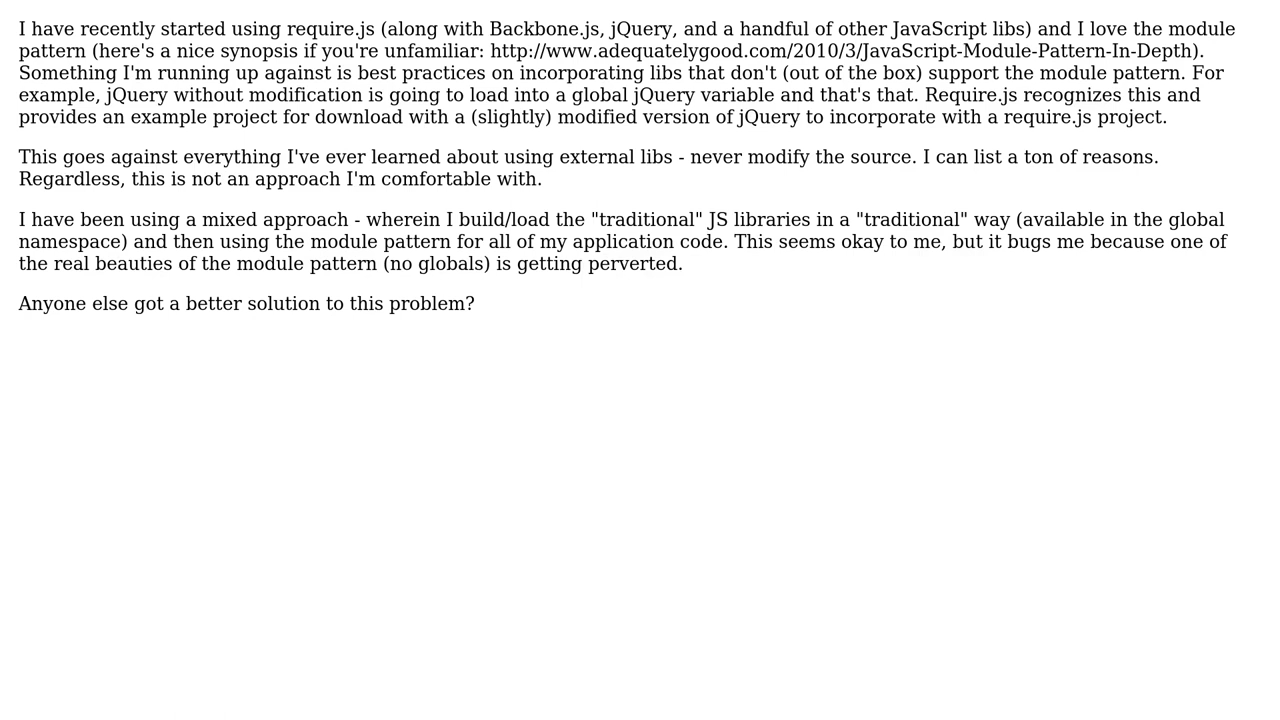 I have recently started using require.js (along with Backbone.js, jQuery, and a handful of other JavaScript libs) and I love the module
pattern (here's a nice synopsis if you're unfamiliar: http://www.adequatelygood.com/2010/3/JavaScript-Module-Pattern-In-Depth).
Something I'm running up against is best practices on incorporating libs that don't (out of the box) support the module pattern. For
example, jQuery without modification is going to load into a global jQuery variable and that's that. Require.js recognizes this and
provides an example project for download with a (slightly) modified version of jQuery to incorporate with a require.js project.
This goes against everything I've ever learned about using external libs - never modify the source. I can list a ton of reasons.
Regardless, this is not an approach I'm comfortable with.
I have been using a mixed approach - wherein I build/load the "traditional" JS libraries in a "traditional" way (available in the global
namespace) and then using the module pattern for all of my application code. This seems okay to me, but it bugs me because one of
the real beauties of the module pattern (no globals) is getting perverted.
Anyone else got a better solution to this problem?